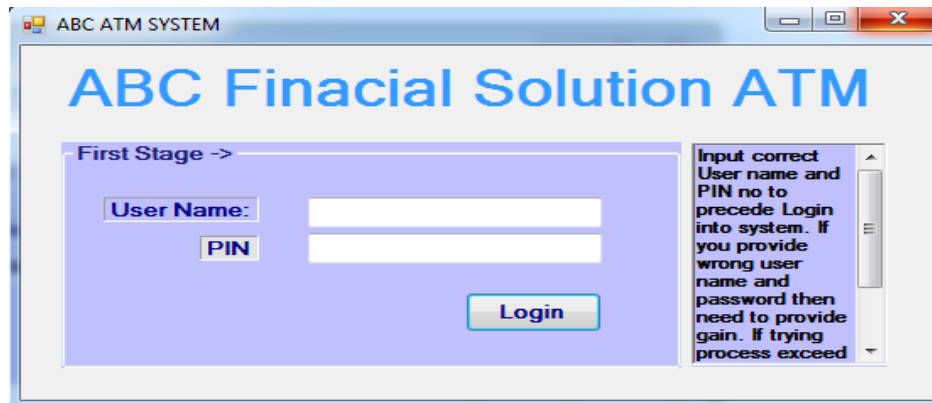 ABC ATM SYSTEM
ABC Finacial Solution ATM
First Stage ->
User Name:
PIN
Login
Input correct
User name and
PIN no to
precede Login
into system. If
you provide
wrong user
name and
password then
need to provide
gain. If trying
process exceed